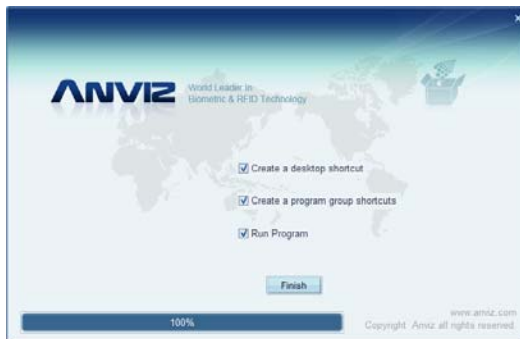 ANVIZ
World Leader in
Biometric & RFID Technology
Create a desktop shortcut
Create a program group shortcuts
Run Program
Finish
100%
www.anviz.com
Copyright Anviz all rights reserved.